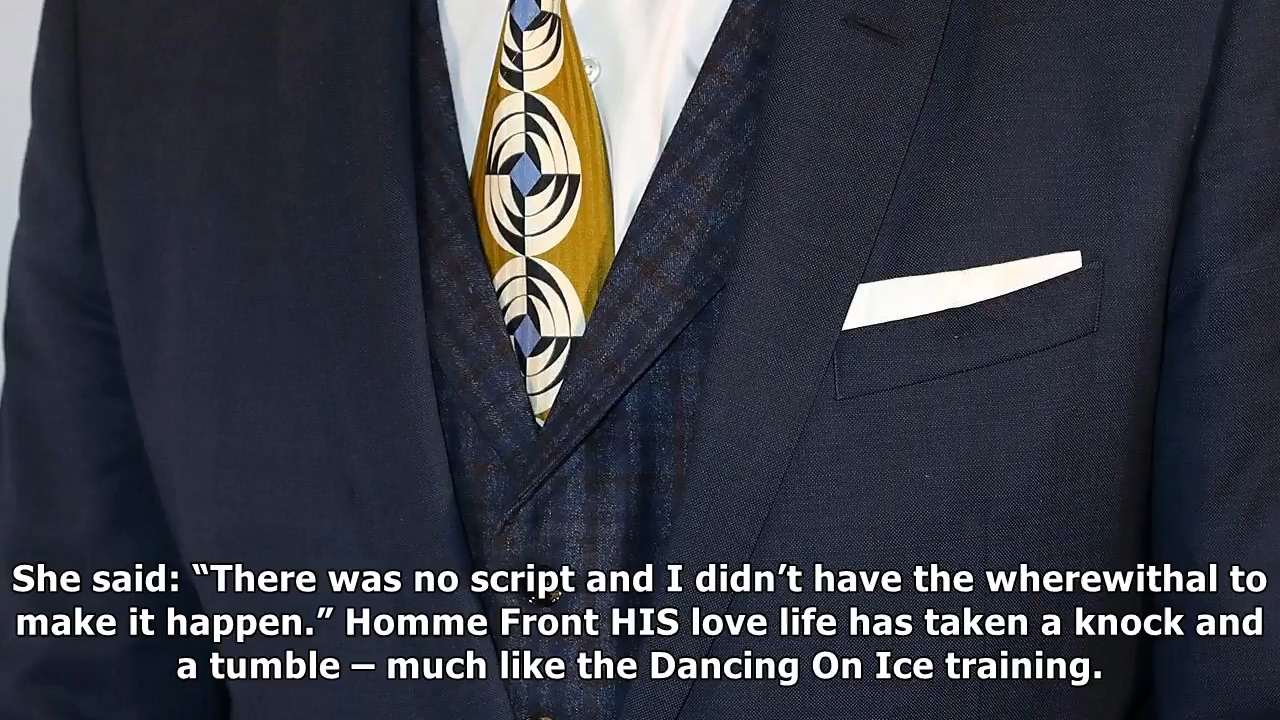 She said: “There was no script and I didn’t have the wherewithal to
make it happen.” Homme Front HIS love life has taken a knock and
a tumble – much like the Dancing On Ice training.